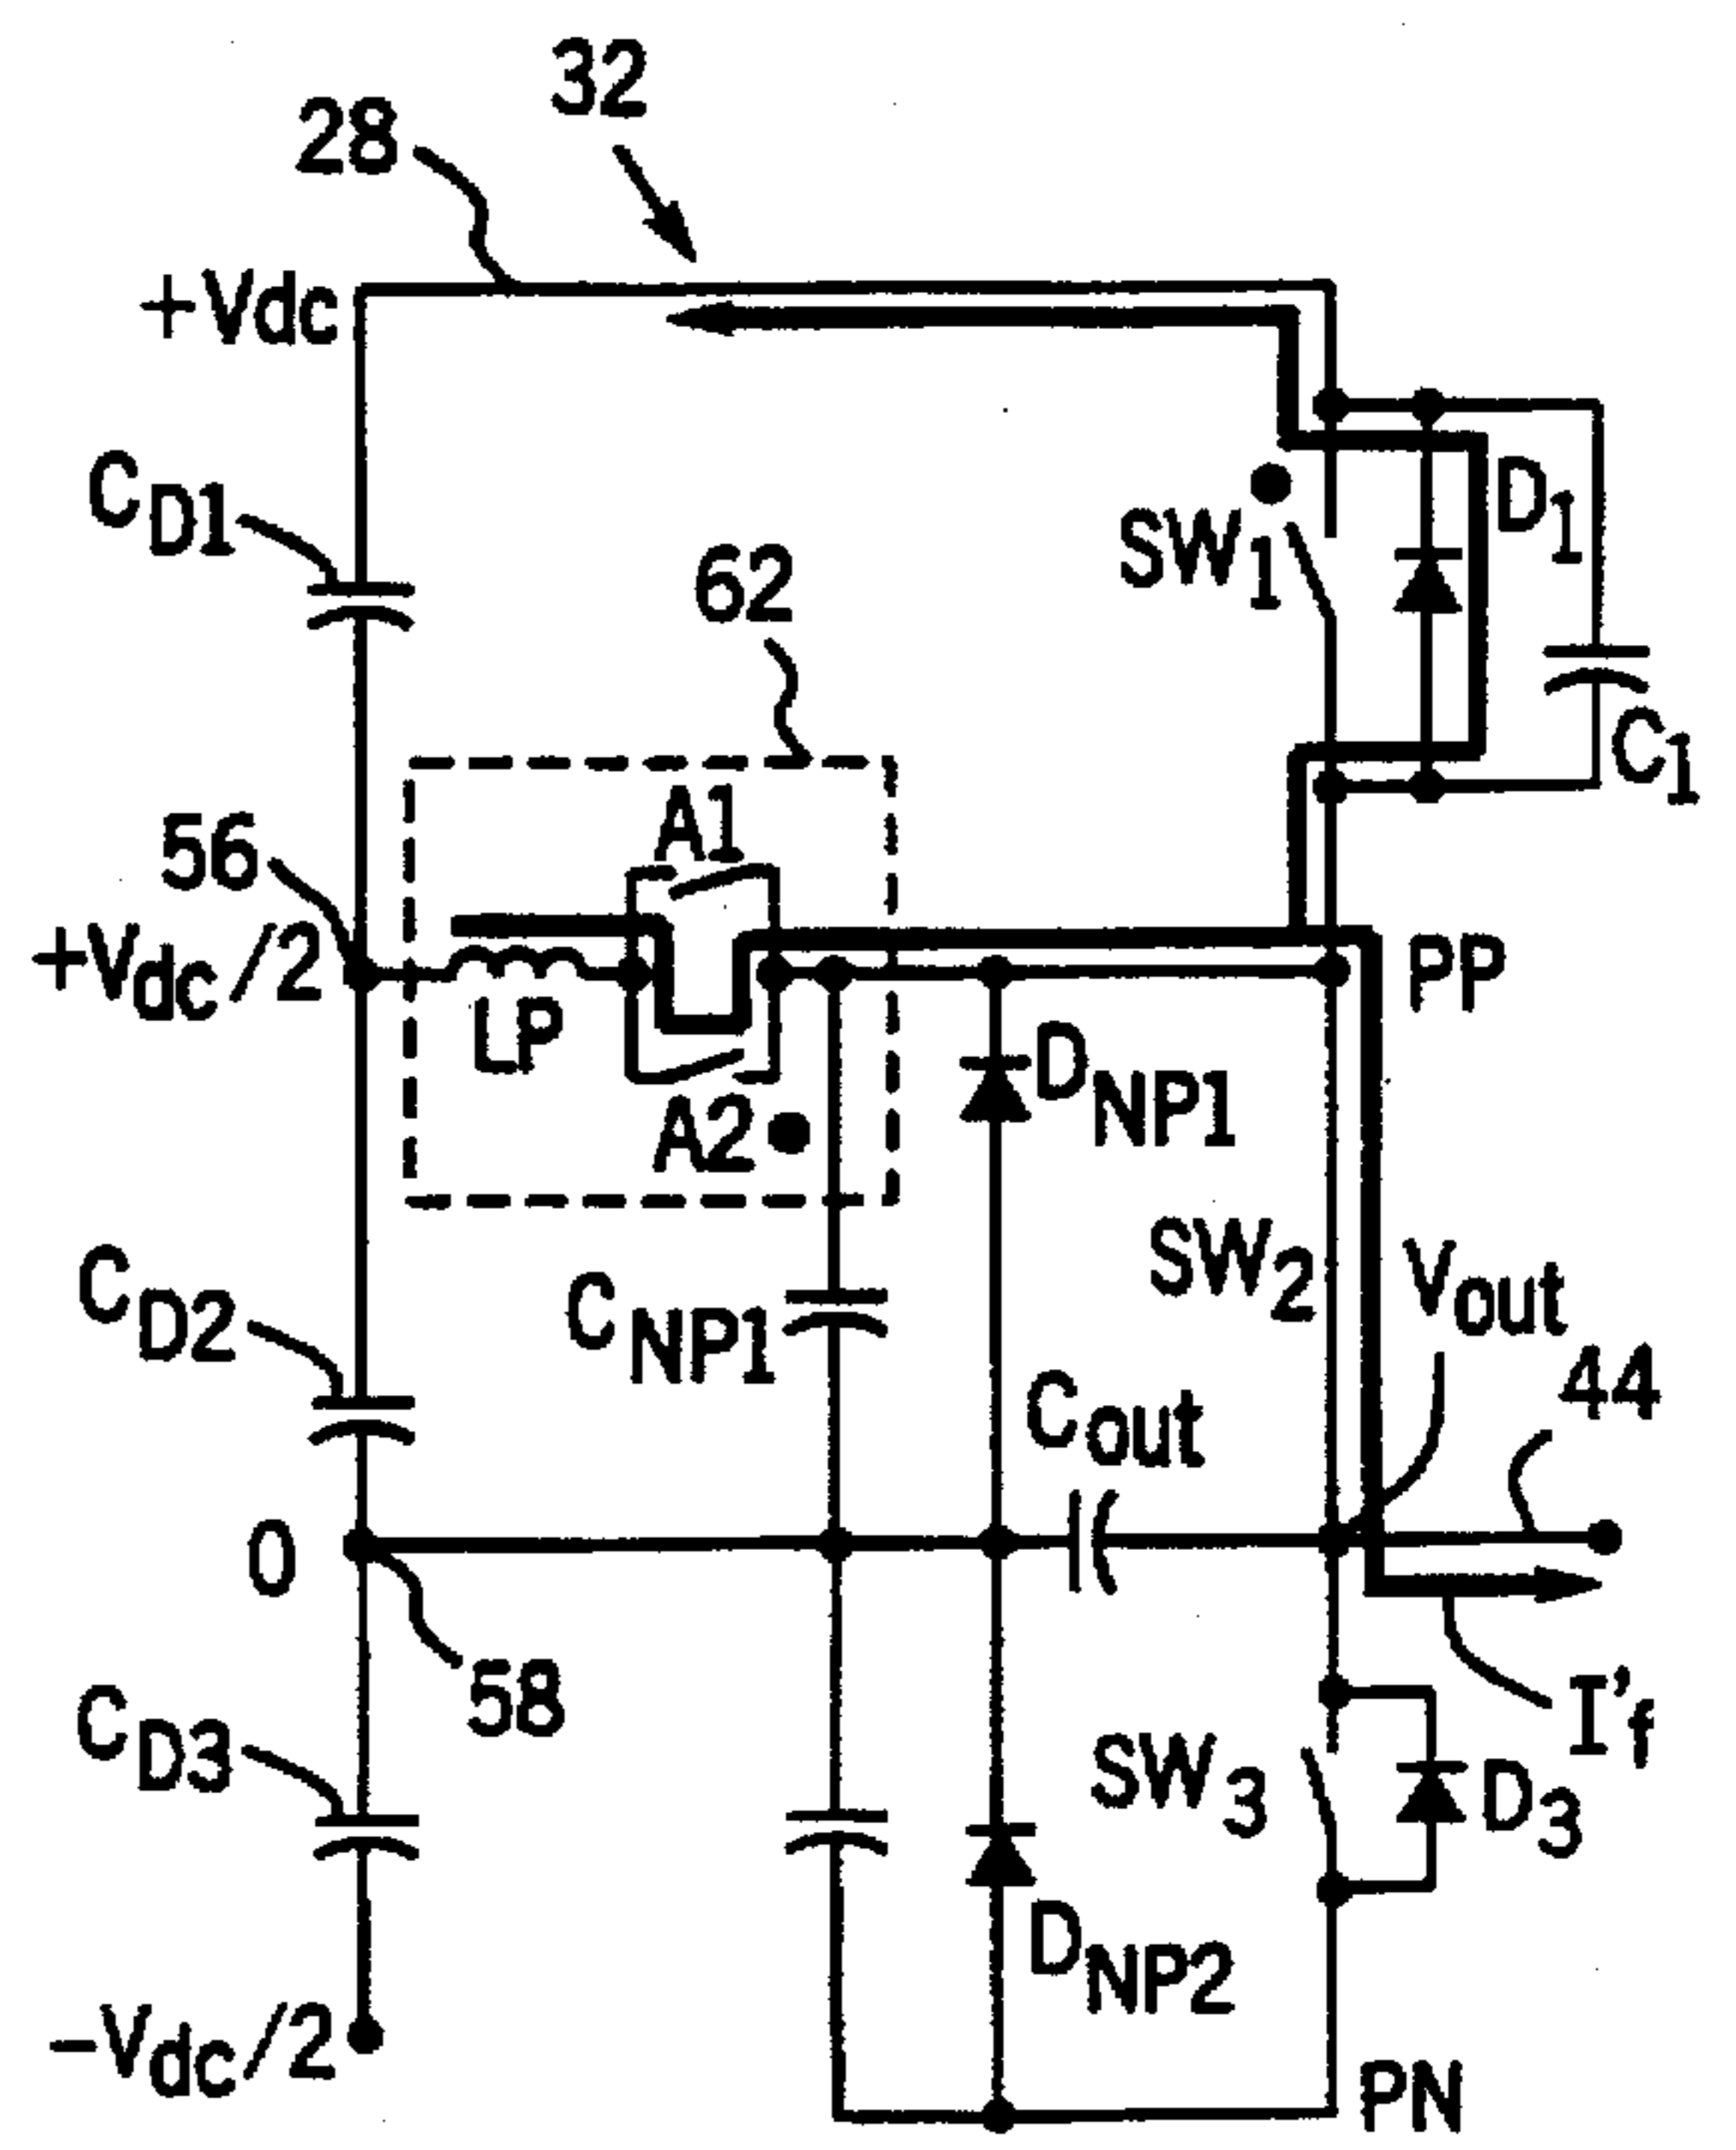 32
28
+Vdc
CD1
SW1
D1
62
C1
A1
56
+Vdc/2
PP
LP
DNP1
A2
SW2
CD2
CNP1
Vout
44
Cout
0
58
I'f
CD3
SW3
D3
DNP2
-Vdc/2
PN